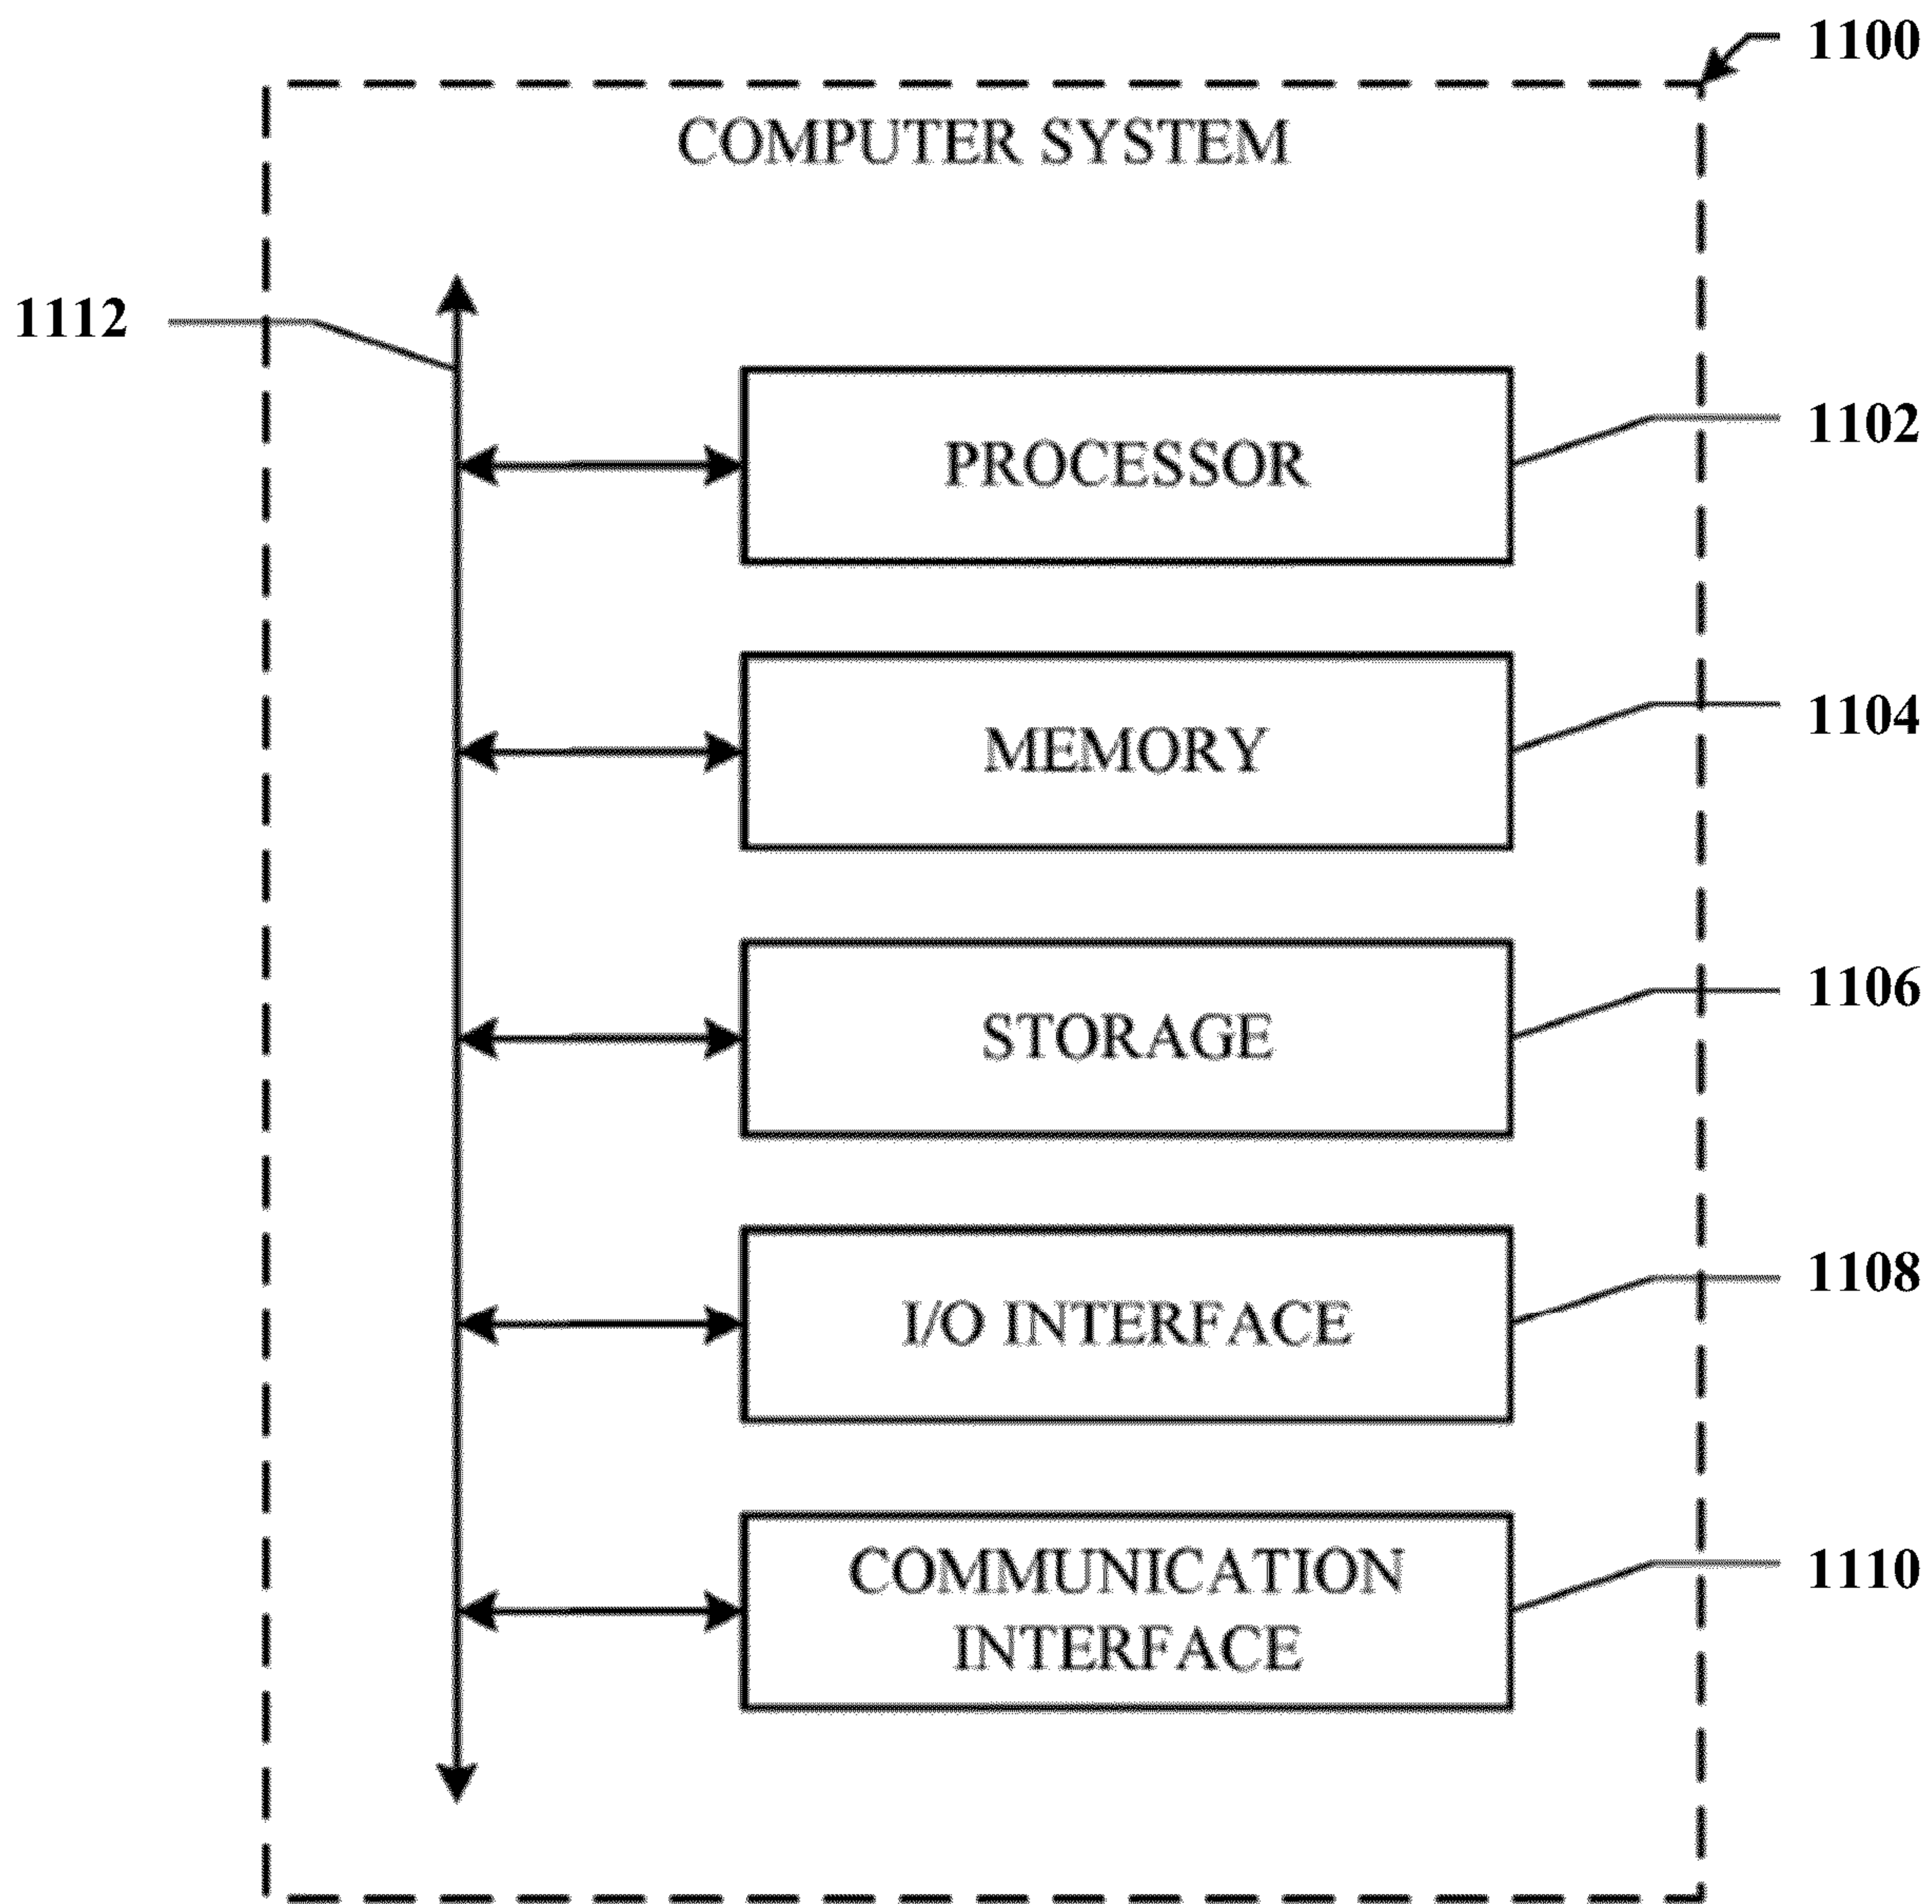 1100
COMPUTER SYSTEM
1112
PROCESSOR
1102
MEMORY
1104
STORAGE
1106
I/O INTERFACE
1108
COMMUNICATION
INTERFACE
1110